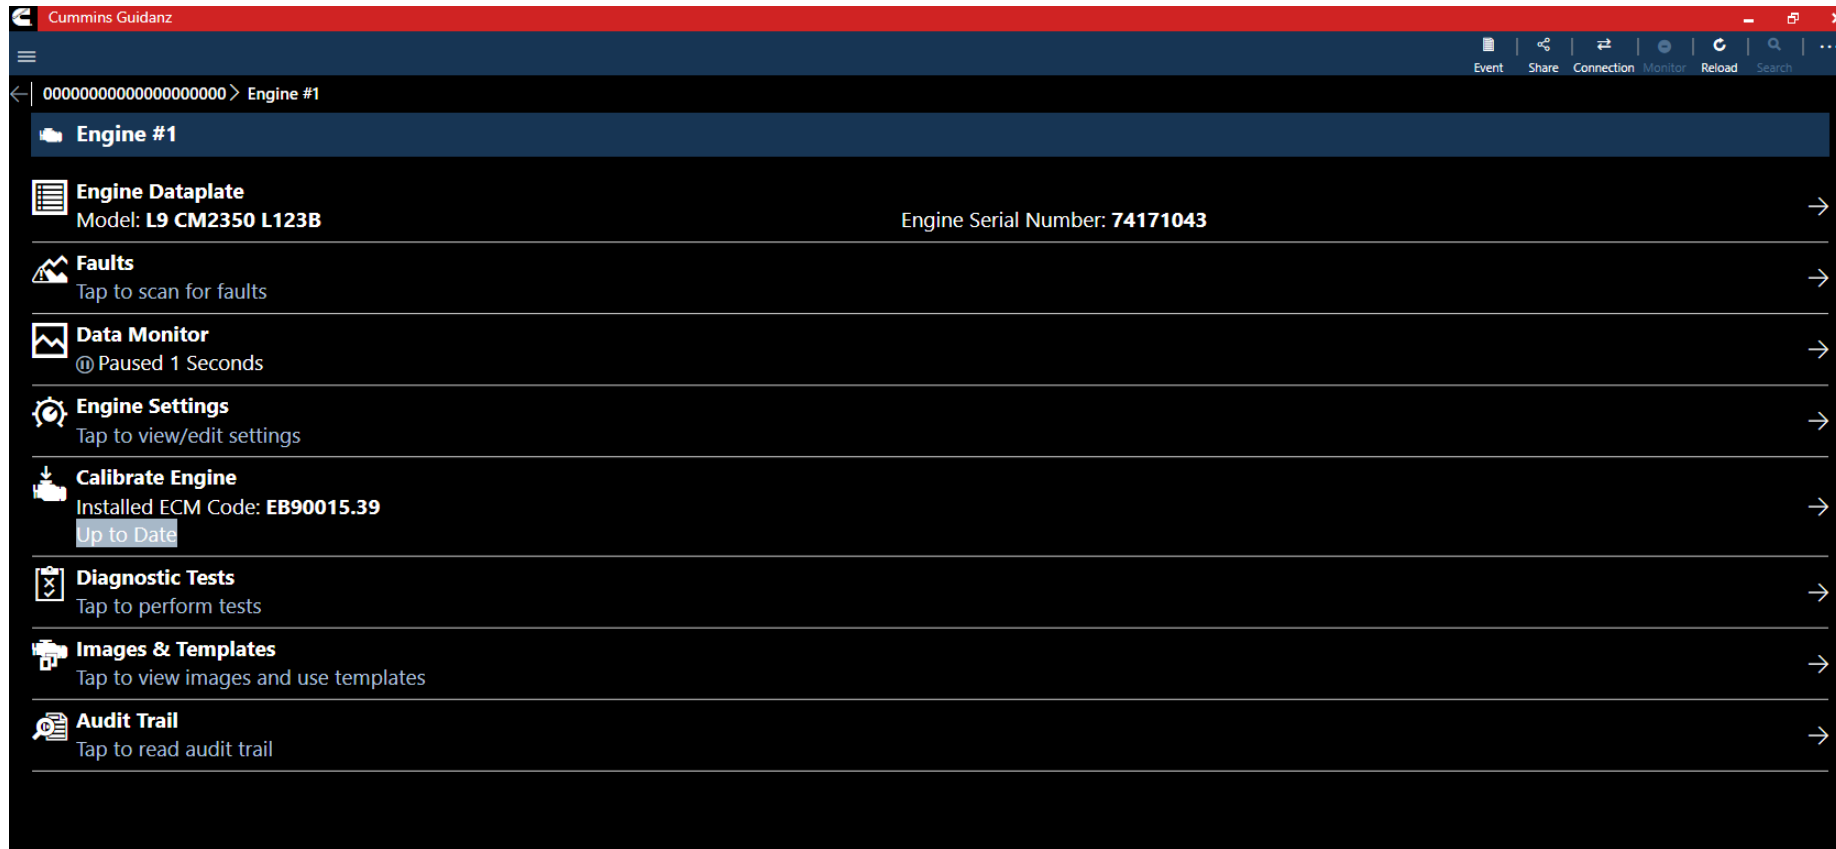 Cummins Guidanz
Event Share Connection Monitor Reload Search
00000000000000000000 > Engine #1
Engine #1
Engine Dataplate
Model: L9 CM2350 L123B Engine Serial Number: 74171043
Faults
Tap to scan for faults
Data Monitor
Paused 1 Seconds
Engine Settings
Tap to view/edit settings
Calibrate Engine
Installed ECM Code: EB90015.39
Up to Date
Diagnostic Tests
Tap to perform tests
Images & Templates
Tap to view images and use templates
Audit Trail
Tap to read audit trail